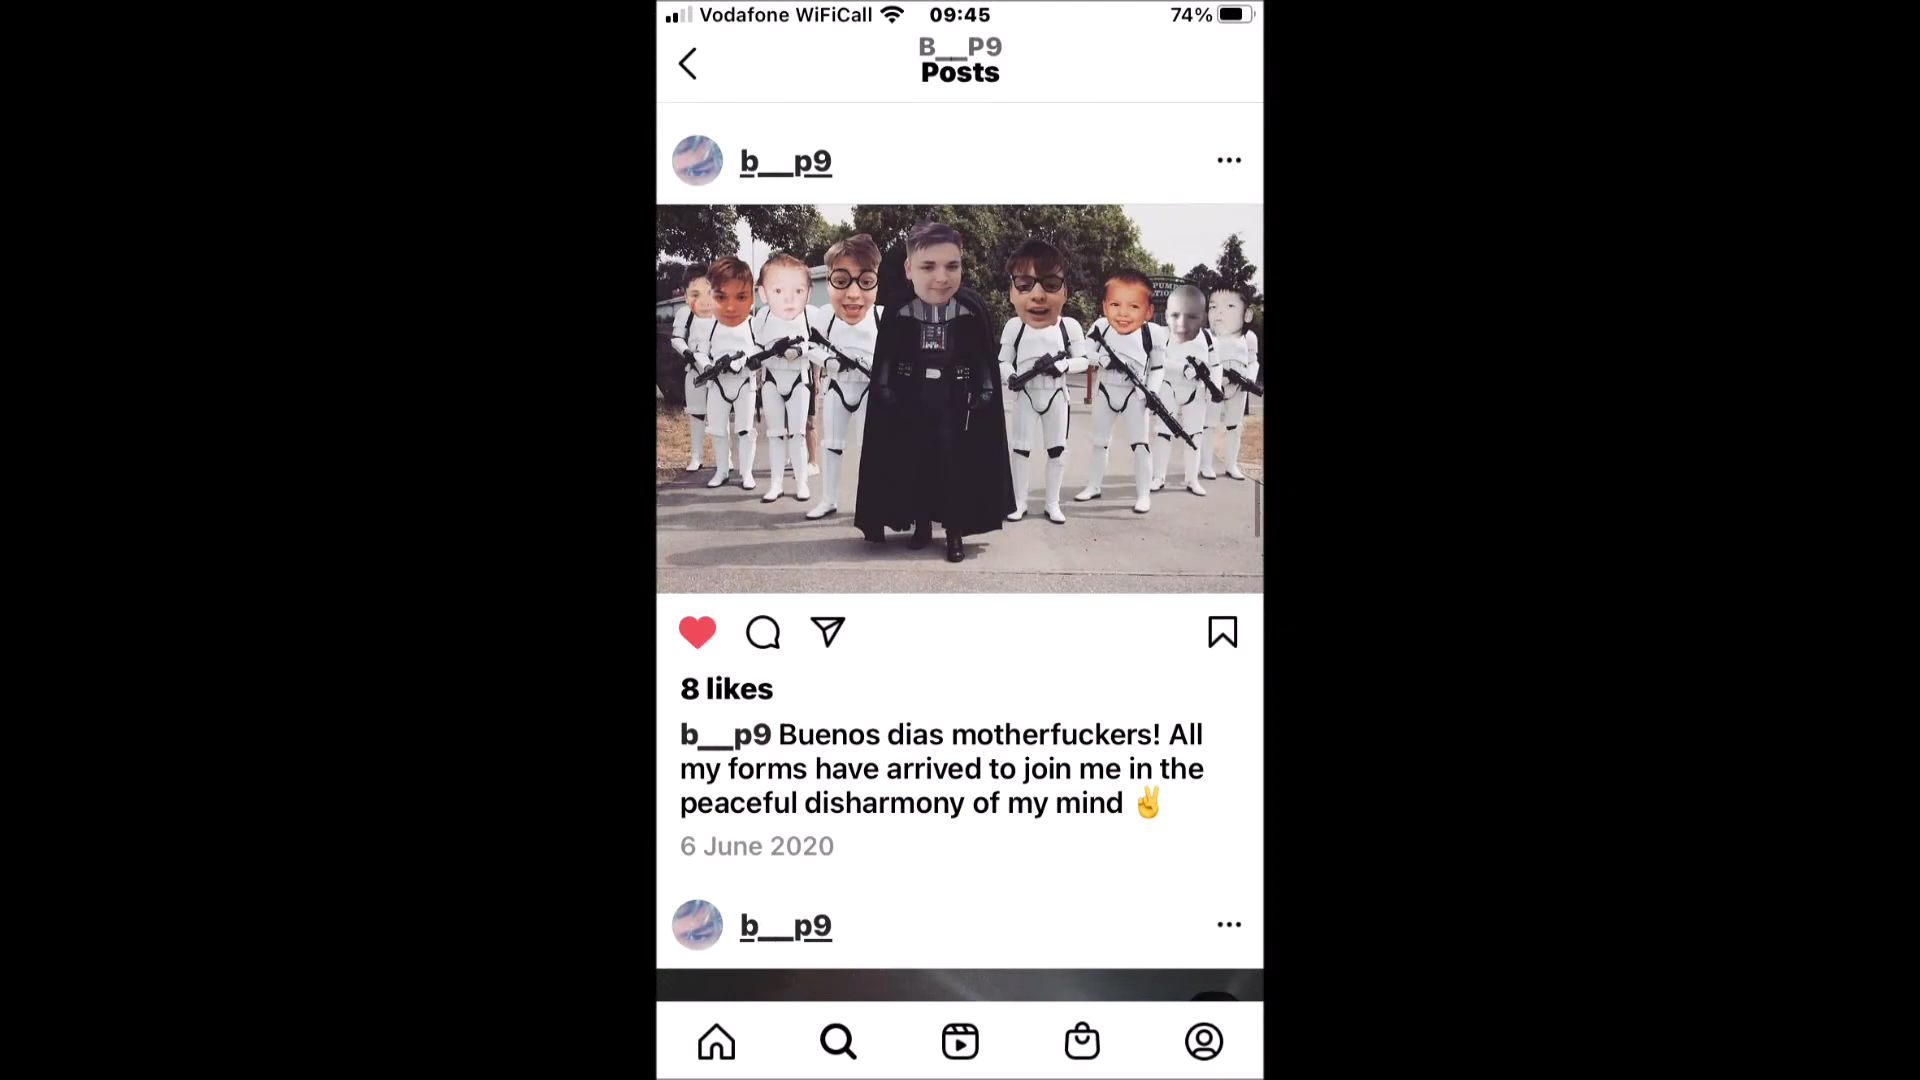 Vodafone WiFiCall 09:45 74%
B__P9
Posts
b__p9
PUMP
8 likes
b__p9 Buenos dias motherfuckers! All
my forms have arrived to join me in the
peaceful disharmony of my mind ✌️
6 June 2020
b__p9